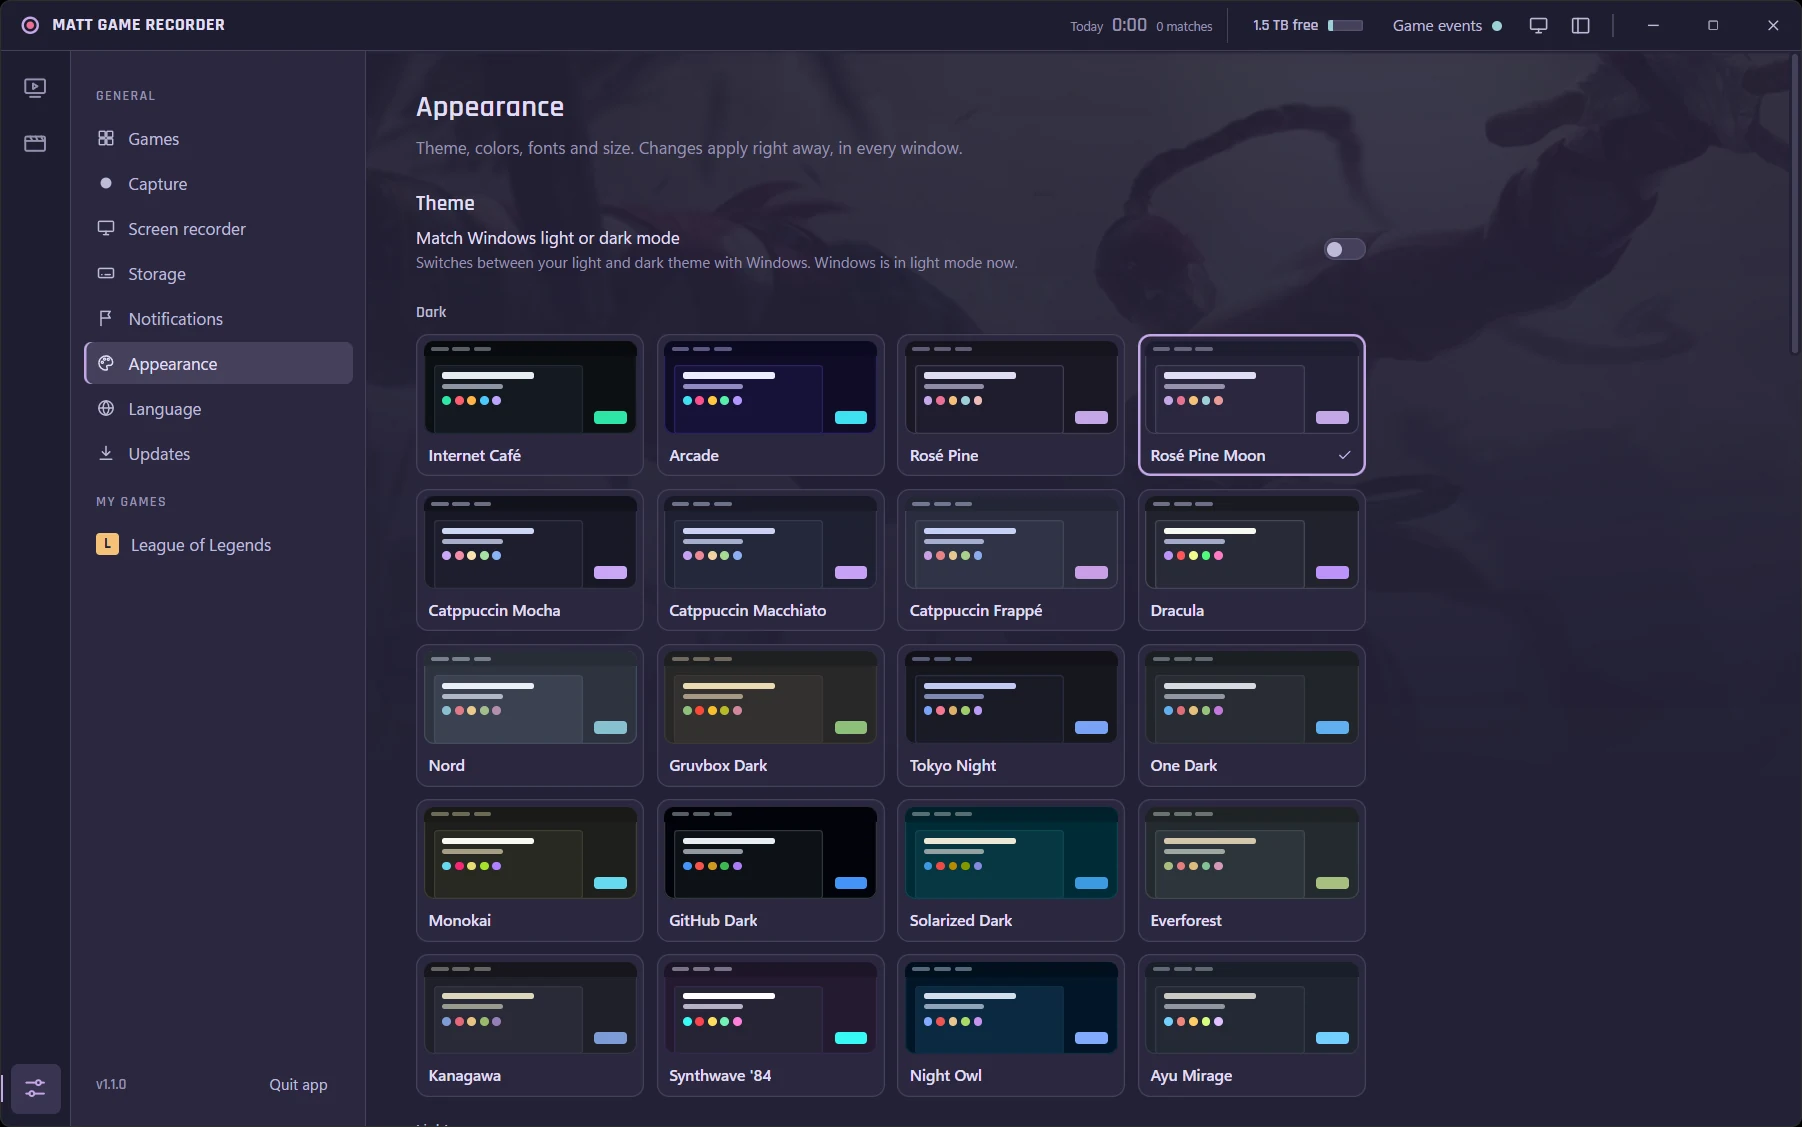 MATT GAME RECORDER
Today 0:00 0 matches
1.5 TB free
Game events
GENERAL
Games
Capture
Screen recorder
Storage
Notifications
Appearance
Language
Updates
MY GAMES
L League of Legends
v1.1.0
Quit app
Appearance
Theme, colors, fonts and size. Changes apply right away, in every window.
Theme
Match Windows light or dark mode
Switches between your light and dark theme with Windows. Windows is in light mode now.
Dark
Internet Café
Arcade
Rosé Pine
Rosé Pine Moon
Catppuccin Mocha
Catppuccin Macchiato
Catppuccin Frappé
Dracula
Nord
Gruvbox Dark
Tokyo Night
One Dark
Monokai
GitHub Dark
Solarized Dark
Everforest
Kanagawa
Synthwave '84
Night Owl
Ayu Mirage